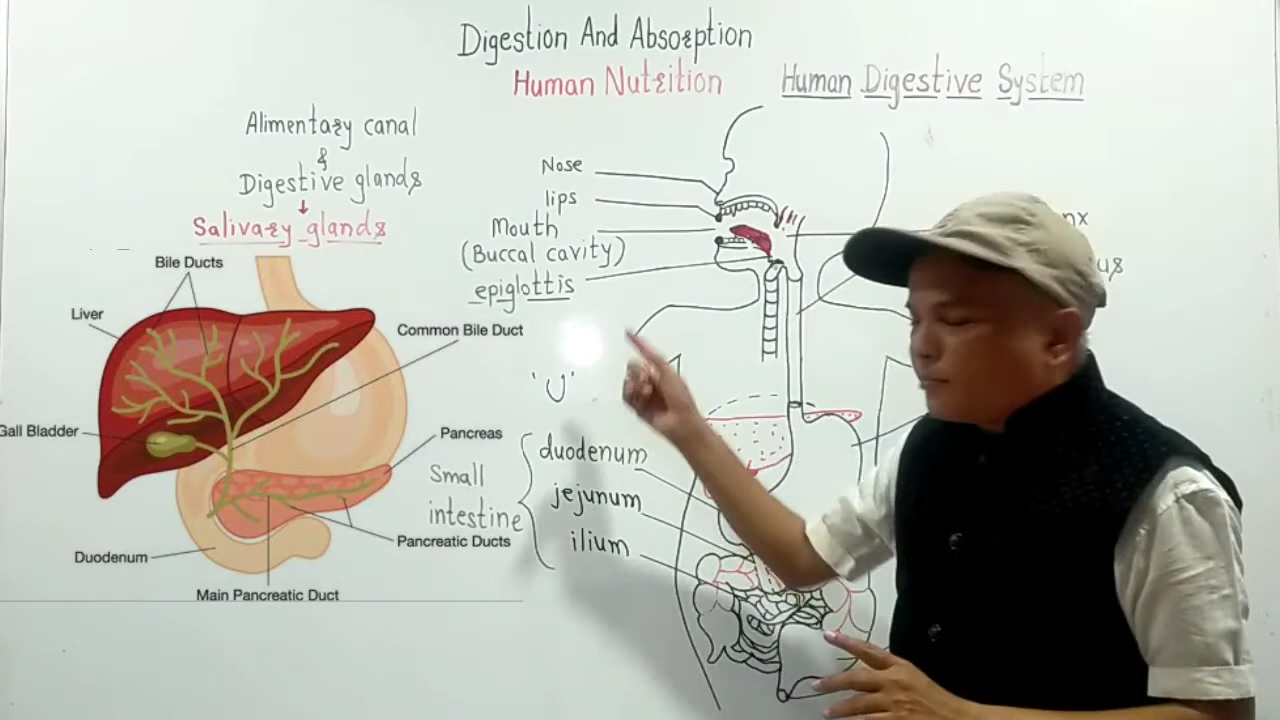 Digestion And Absorption
Human Nutrition
Human Digestive System
Alimentary canal
&
Digestive glands
Salivary glands
Nose
lips
Mouth
(Buccal cavity)
epiglottis
Bile Ducts
Liver
Common Bile Duct
Gall Bladder
Pancreas
Pancreatic Ducts
Duodenum
Main Pancreatic Duct
'U'
Small
intestine
duodenum
jejunum
ilium